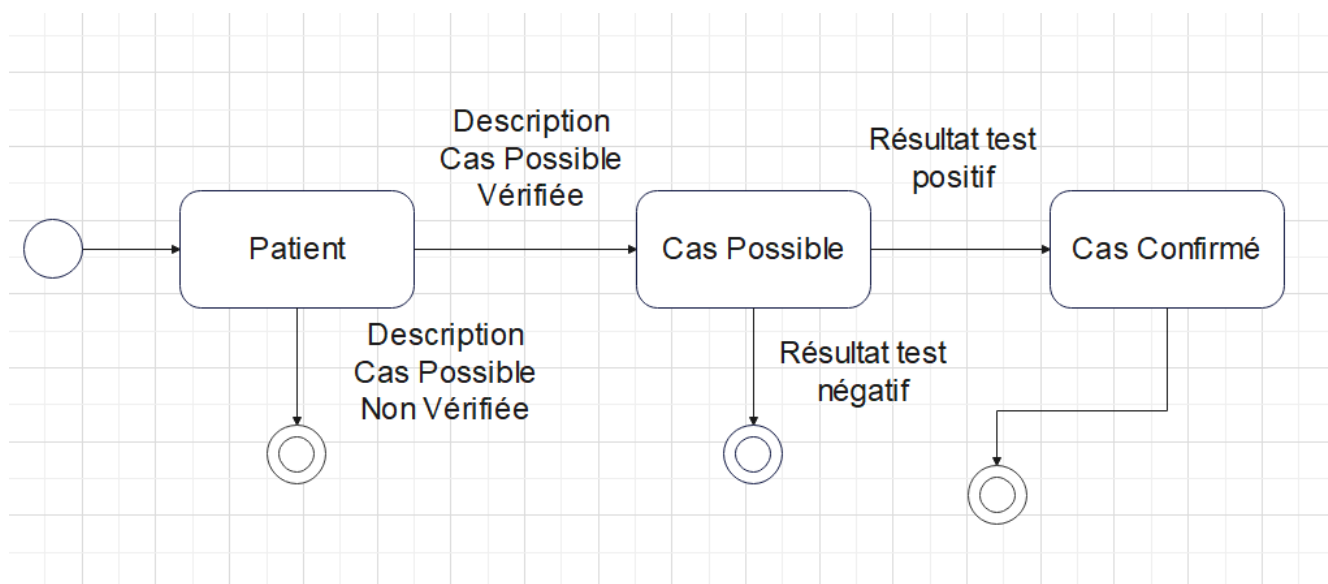 Description
Cas Possible
Vérifiée
Résultat test
positif
Patient
Cas Possible
Cas Confirmé
Description
Cas Possible
Non Vérifiée
Résultat test
négatif